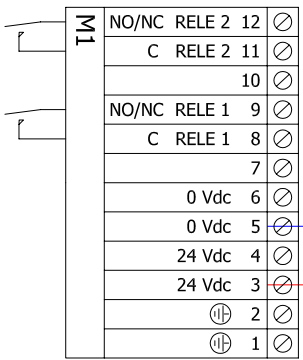 M1
NO/NC RELE 2 12
C RELE 2 11
10
NO/NC RELE 1 9
C RELE 1 8
7
0 Vdc 6
0 Vdc 5
24 Vdc 4
24 Vdc 3
2
1